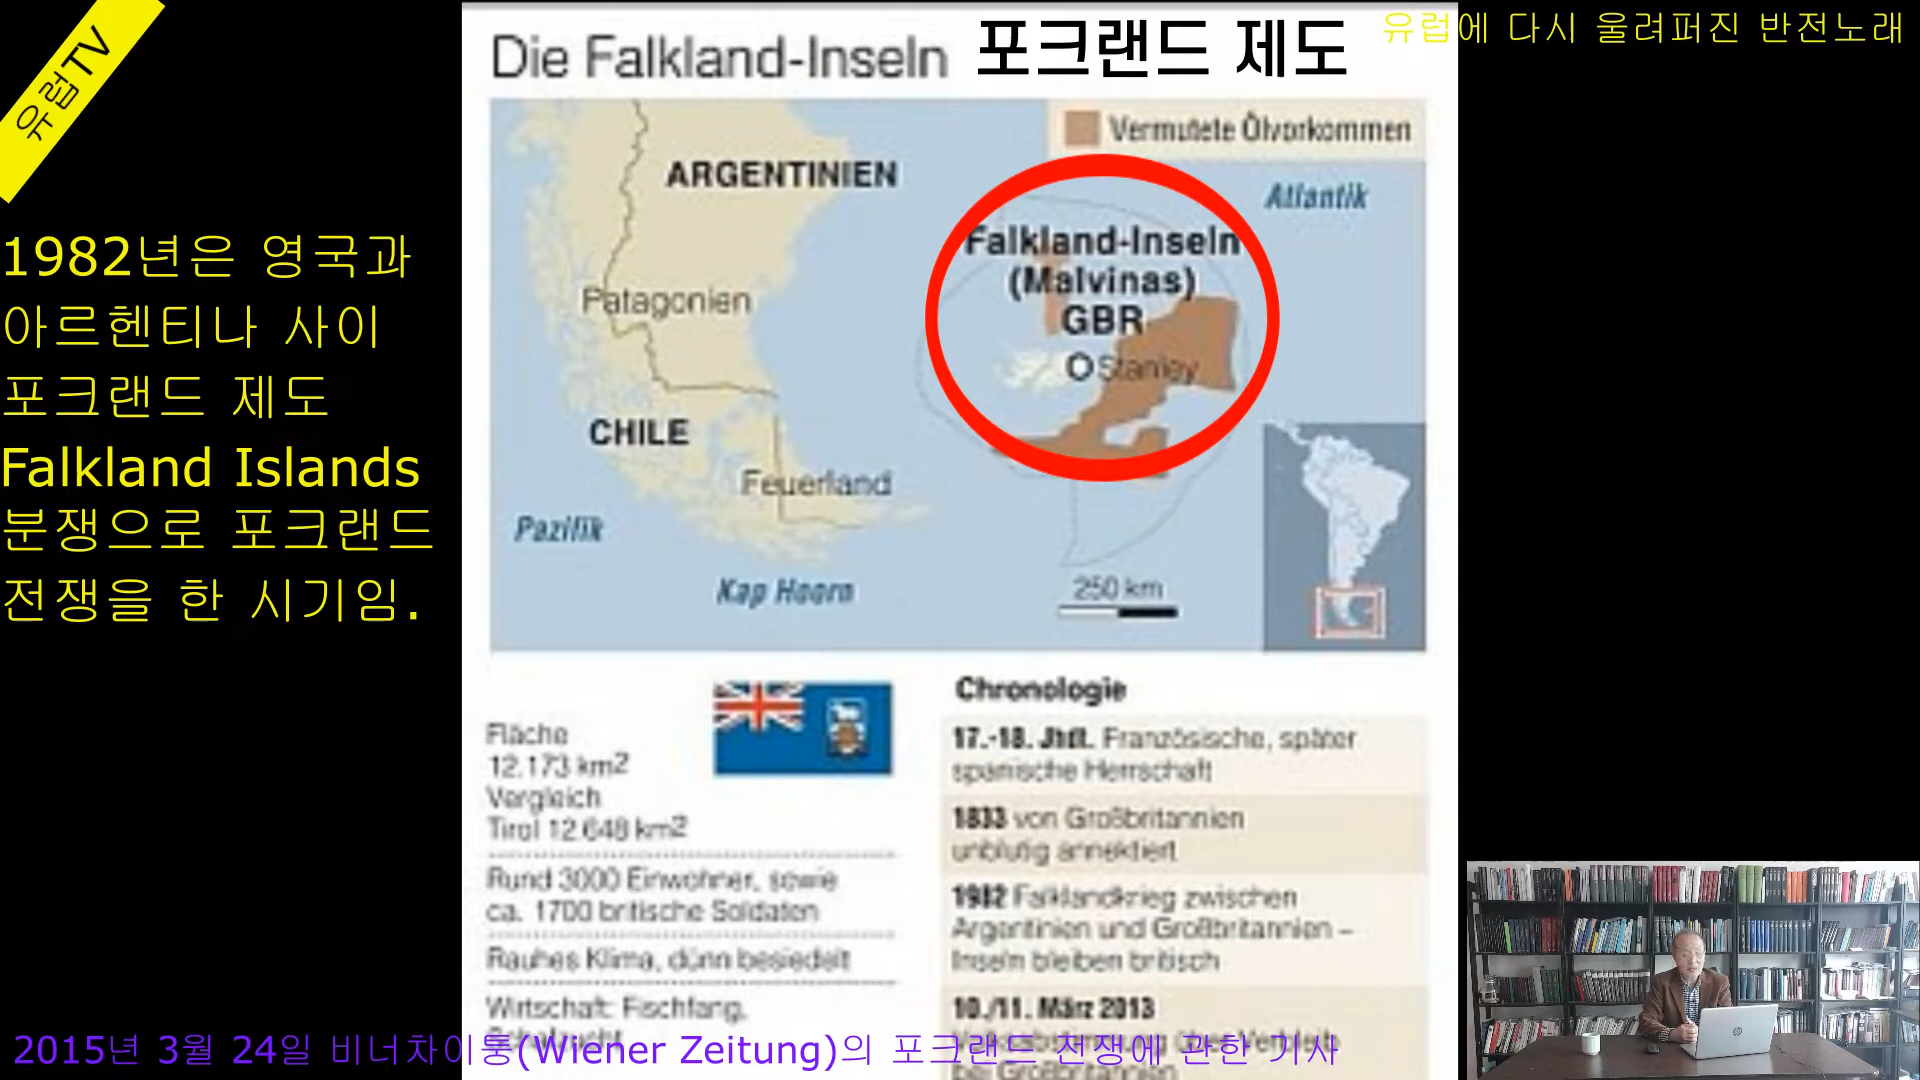 유럽TV
유럽에 다시 울려퍼진 반전노래
1982년은 영국과
아르헨티나 사이
포크랜드 제도
Falkland Islands
분쟁으로 포크랜드
전쟁을 한 시기임.
Die Falkland-Inseln 포크랜드 제도
Vermutete Ölvorkommen
ARGENTINIEN
Atlantik
Falkland-Inseln
(Malvinas)
GBR
Stanley
Patagonien
CHILE
Feuerland
Pazifik
Kap Hoorn
250 km
Fläche
12.173 km2
Vergleich
Tirol 12.648 km2
Rund 3000 Einwohner, sowie
ca. 1700 britische Soldaten
Rauhes Klima, dünn besiedelt
Wirtschaft: Fischfang,
Schafzucht
Chronologie
17.-18. Jhdt. Französische, später
spanische Herrschaft
1833 von Großbritannien
unblutig annektiert
1982 Falklandkrieg zwischen
Argentinien und Großbritannien –
Inseln bleiben britisch
10./11. März 2013
Volksabstimmung über Verbleib
bei Großbritannien
2015년 3월 24일 비너차이퉁(Wiener Zeitung)의 포크랜드 전쟁에 관한 기사